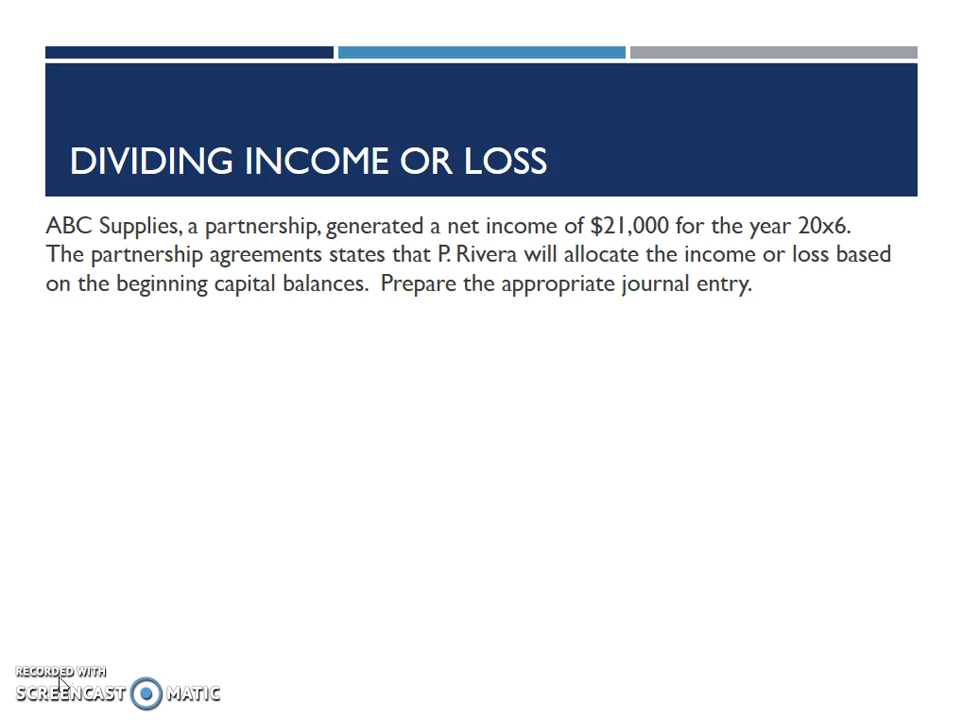 DIVIDING INCOME OR LOSS
ABC Supplies, a partnership, generated a net income of $21,000 for the year 20x6.
The partnership agreements states that P. Rivera will allocate the income or loss based
on the beginning capital balances. Prepare the appropriate journal entry.
RECORDED WITH
SCREENCAST MATIC